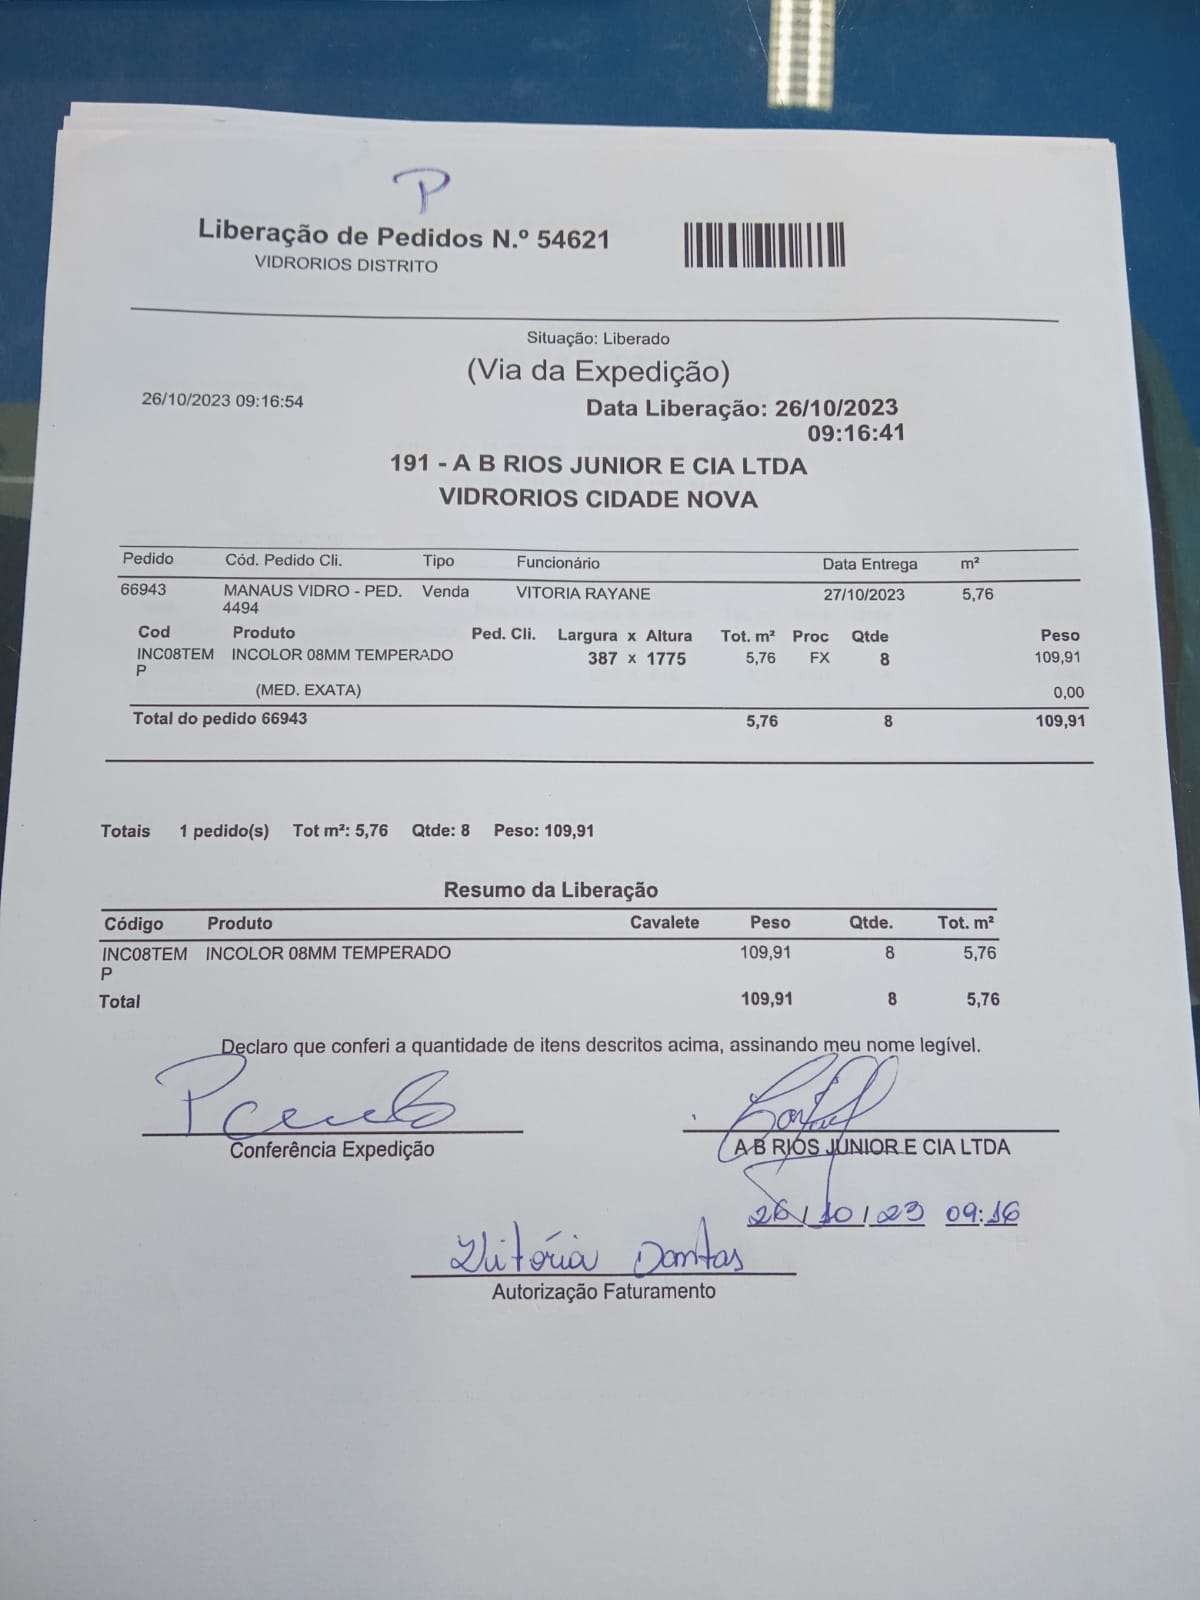 P
Liberação de Pedidos N.º 54621
VIDRORIOS DISTRITO
Situação: Liberado
(Via da Expedição)
26/10/2023 09:16:54
Data Liberação: 26/10/2023
09:16:41
191 - A B RIOS JUNIOR E CIA LTDA
VIDRORIOS CIDADE NOVA
Pedido Cód. Pedido Cli. Tipo Funcionário Data Entrega m²
66943 MANAUS VIDRO - PED. Venda VITORIA RAYANE 27/10/2023 5,76
4494
Cod Produto Ped. Cli. Largura x Altura Tot. m² Proc Qtde Peso
INC08TEM INCOLOR 08MM TEMPERADO 387 x 1775 5,76 FX 8 109,91
P
(MED. EXATA) 0,00
Total do pedido 66943 5,76 8 109,91
Totais 1 pedido(s) Tot m²: 5,76 Qtde: 8 Peso: 109,91
Resumo da Liberação
Código Produto Cavalete Peso Qtde. Tot. m²
INC08TEM INCOLOR 08MM TEMPERADO 109,91 8 5,76
P
Total 109,91 8 5,76
Declaro que conferi a quantidade de itens descritos acima, assinando meu nome legível.
Conferência Expedição
A B RIOS JUNIOR E CIA LTDA
26/10/23 09:16
Vitória Dantas
Autorização Faturamento